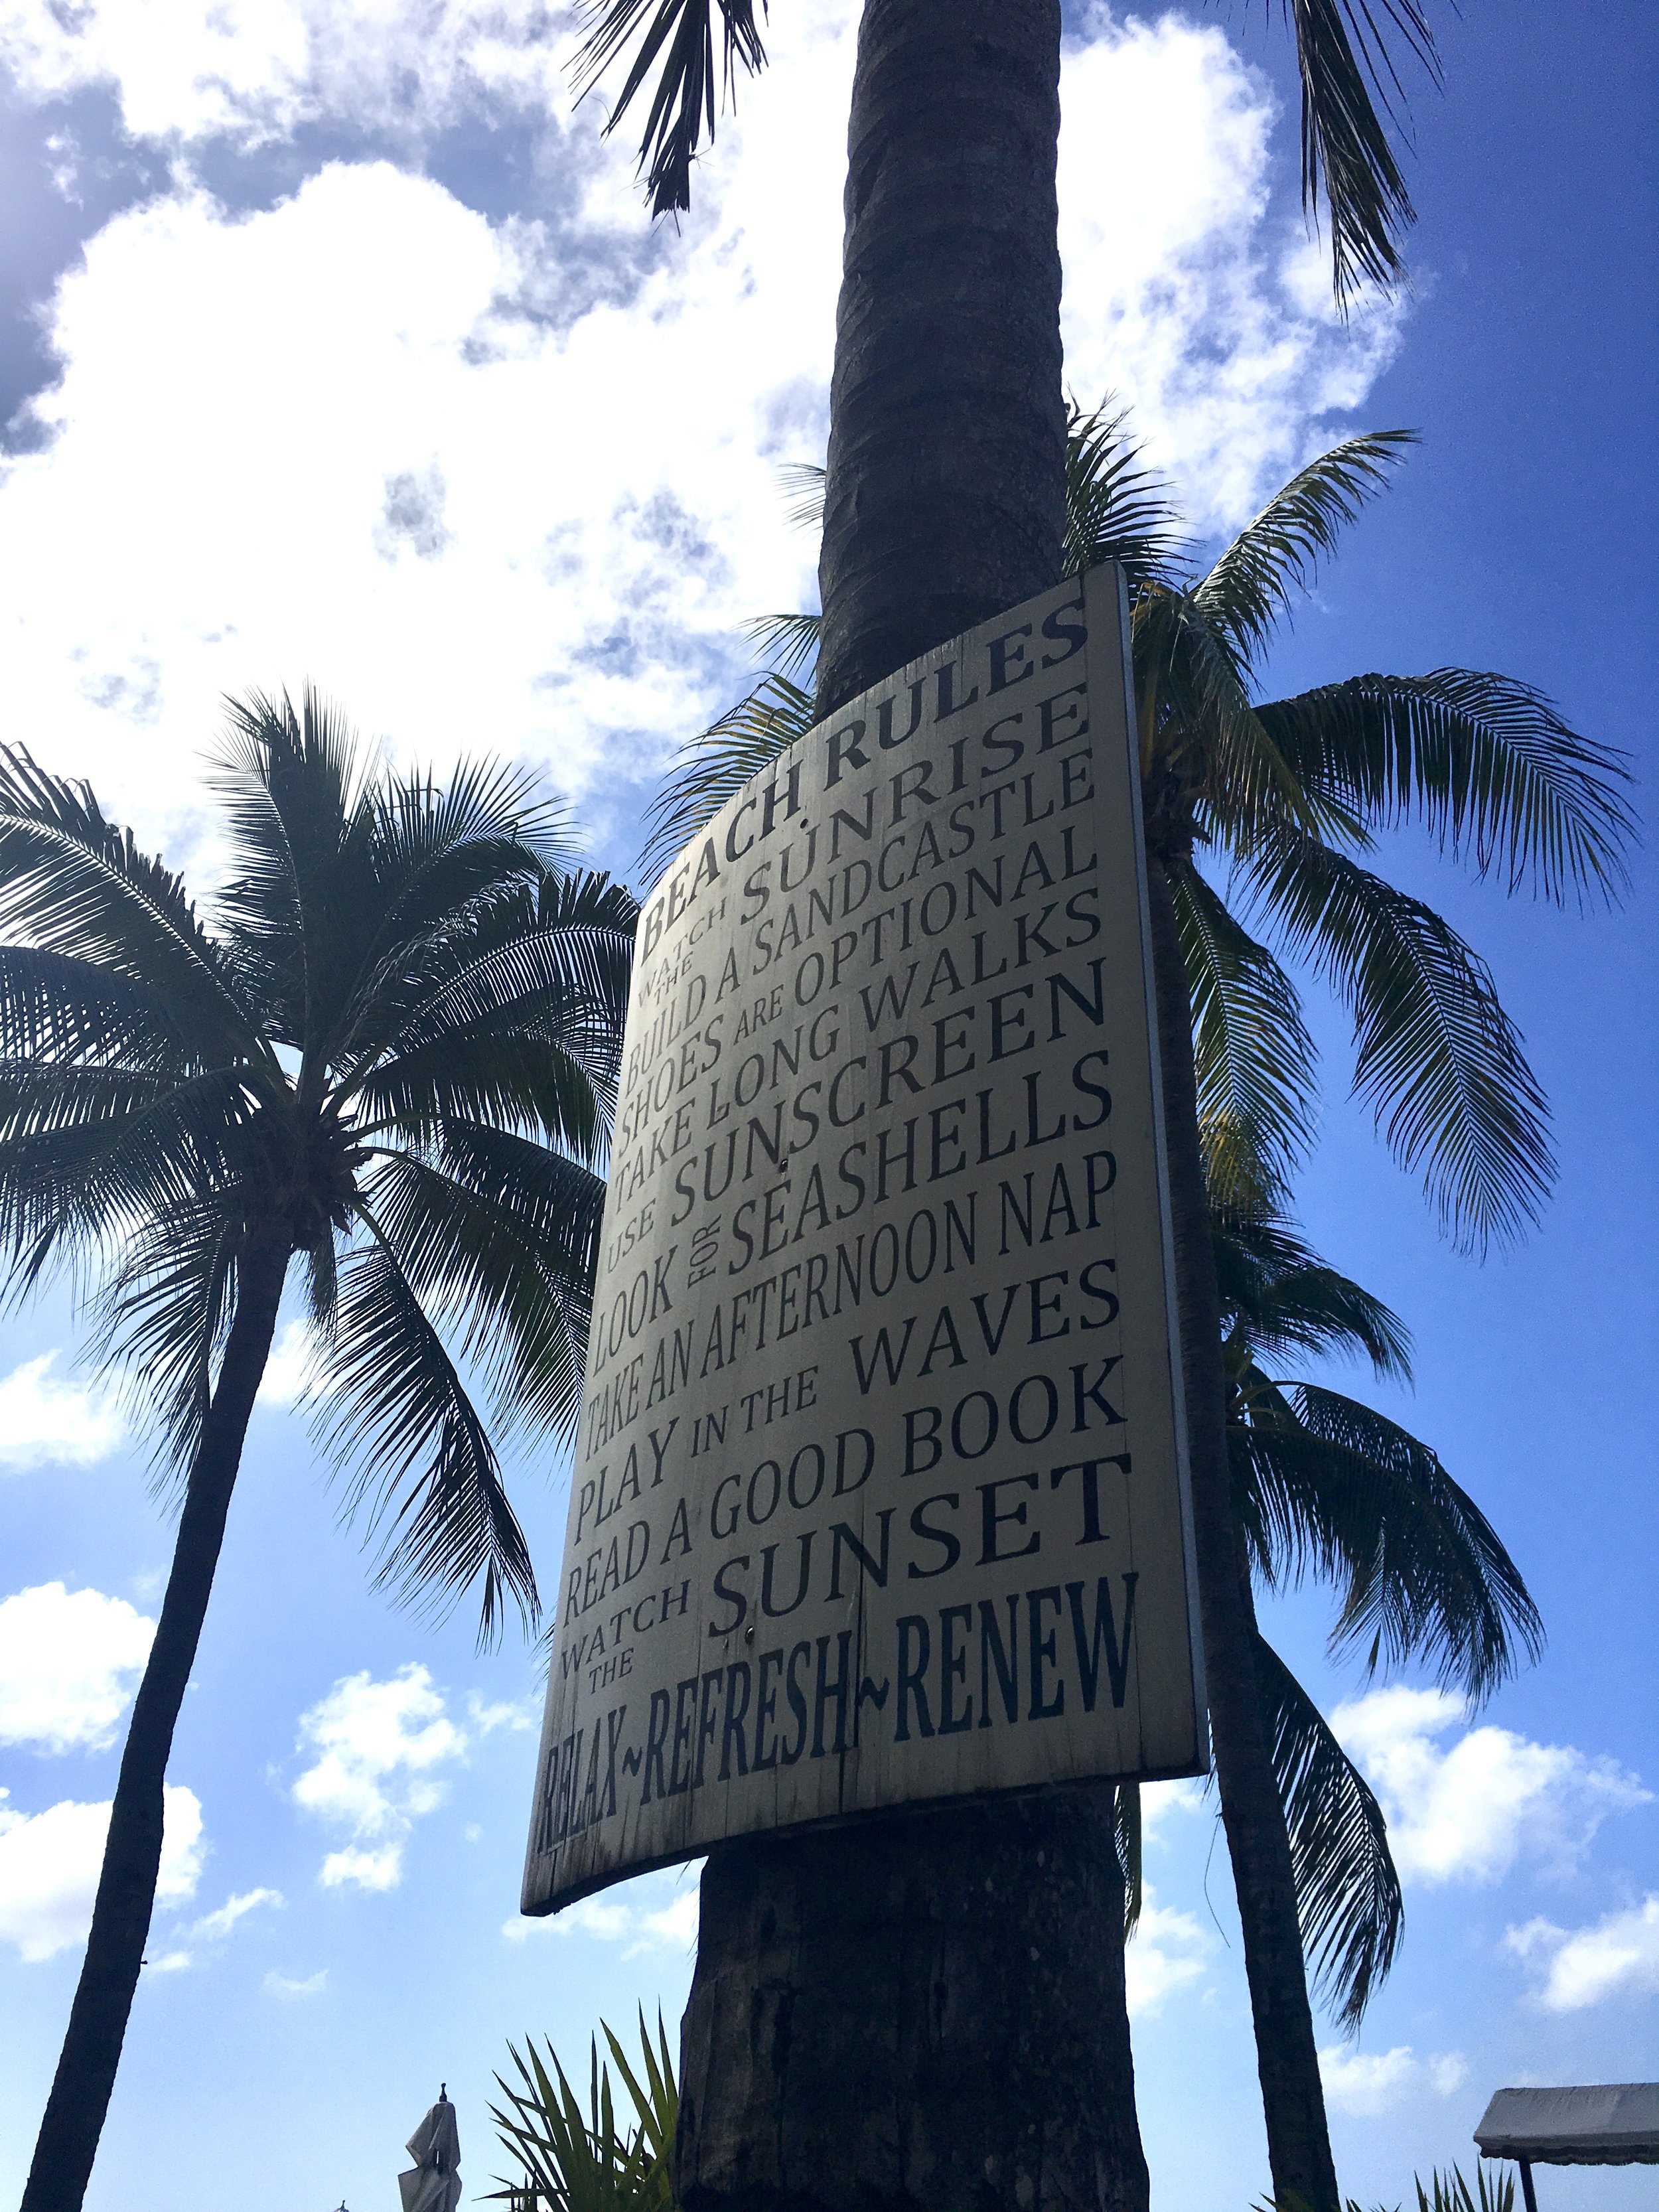 BEACH RULES
WATCH THE SUNRISE
BUILD A SANDCASTLE
SHOES ARE OPTIONAL
TAKE LONG WALKS
USE SUNSCREEN
LOOK FOR SEASHELLS
TAKE AN AFTERNOON NAP
PLAY IN THE WAVES
READ A GOOD BOOK
WATCH THE SUNSET
RELAX~REFRESH~RENEW